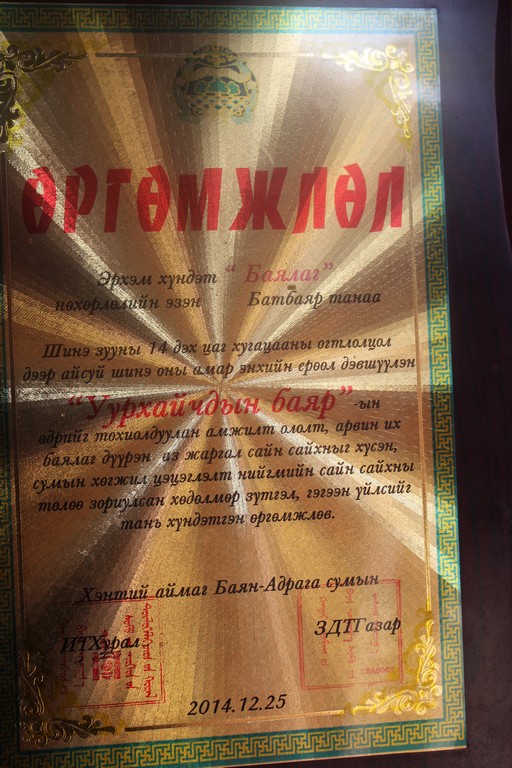 ӨРГӨМЖЛӨЛ
Эрхэм хүндэт “ Баялаг”
нөхөрлөлийн эзэн Батбаяр танаа
Шинэ зууны 14 дэх цаг хугацааны огтлолцол
дээр айсуй шинэ оны амар энхийн ерөөл дэвшүүлэн
“Уурхайчдын баяр”-ын
өдрийг тохиолдуулан амжилт ололт, арвин их
баялаг дүүрэн аз жаргал сайн сайхныг хүсэн,
сумын хөгжил цэцэглэлт нийгмийн сайн сайхны
төлөө зориулсан хөдөлмөр зүтгэл, гэгээн үйлсийг
тань хүндэтгэн өргөмжлөв.
Хэнтий аймаг Баян-Адрага сумын
ИТХурал ЗДТГазар
2014.12.25